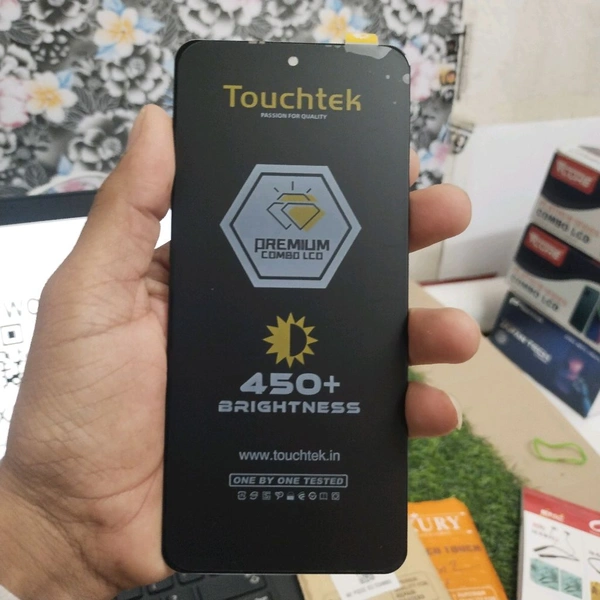 Touchtek
PASSION FOR QUALITY
PREMIUM
COMBO LCD
450+
BRIGHTNESS
www.touchtek.in
ONE BY ONE TESTED
COMBO LCD
COMBO LCD
URY